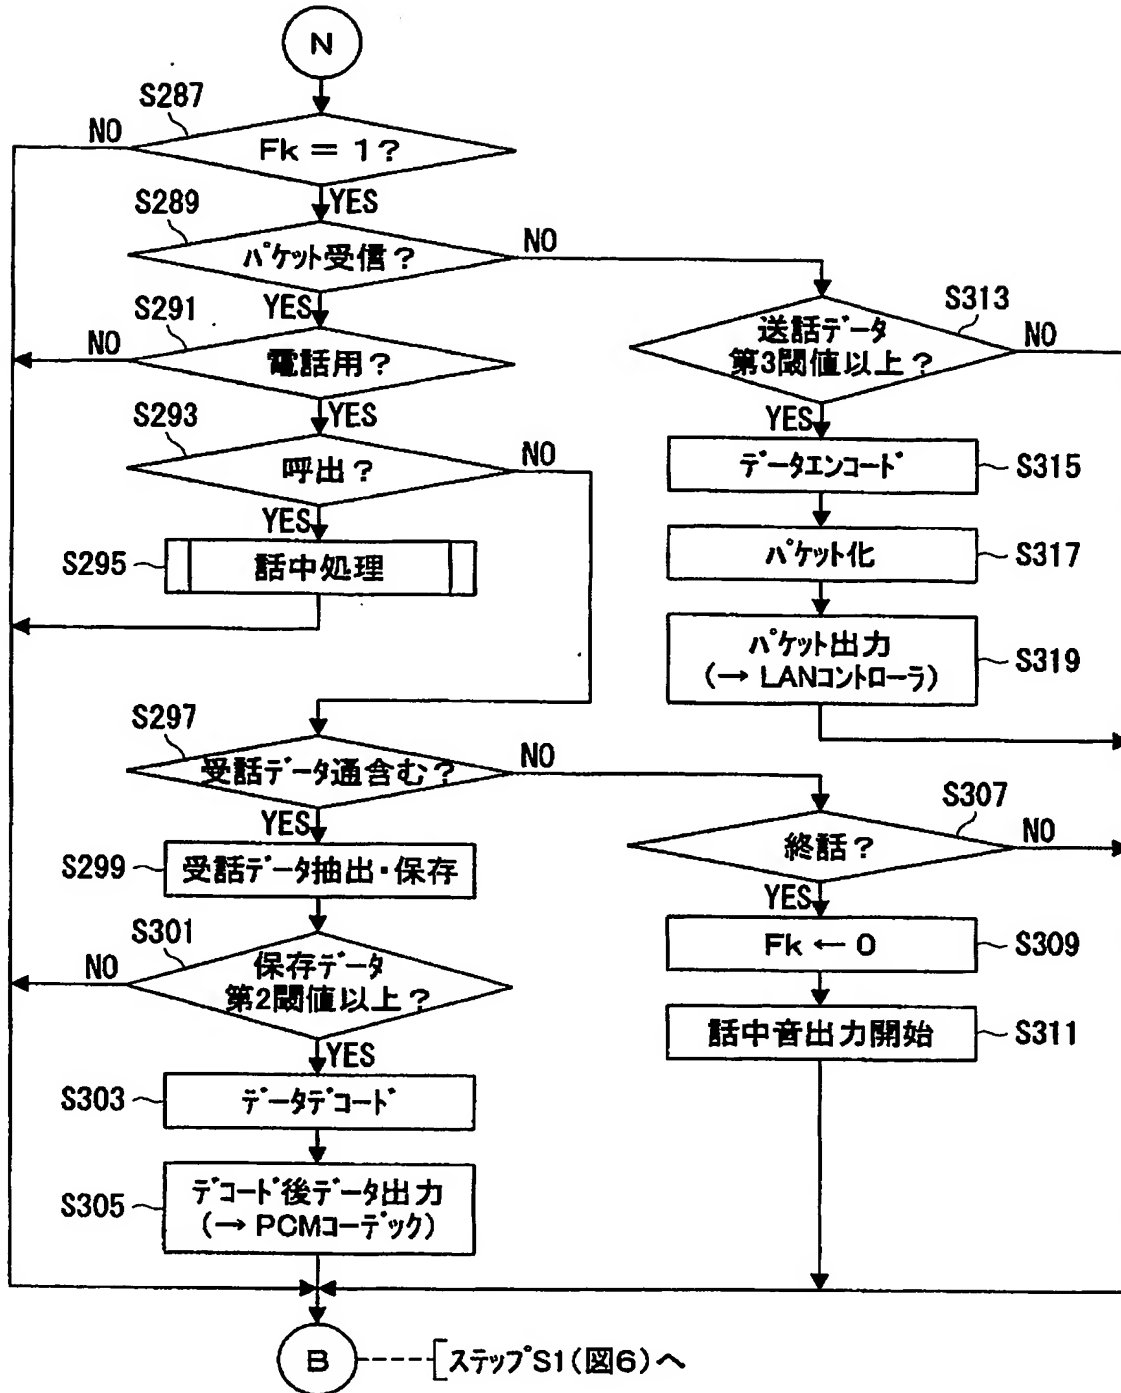 N
S287
NO
Fk = 1?
YES
S289
パケット受信?
NO
YES
S291
NO
電話用?
YES
S293
呼出?
NO
YES
S295
話中処理
S297
受話データ通含む?
NO
YES
S299
受話データ抽出・保存
S301
NO
保存データ
第2閾値以上?
YES
S303
データデコード
S305
デコード後データ出力
(→ PCMコーデック)
S313
送話データ
第3閾値以上?
NO
YES
データエンコード
S315
パケット化
S317
パケット出力
(→ LANコントローラ)
S319
S307
終話?
NO
YES
Fk ← 0
S309
話中音出力開始
S311
B
ステップS1(図6)へ